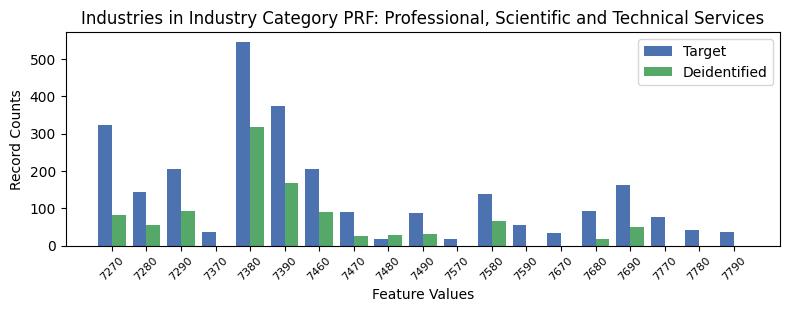 Industries in Industry Category PRF: Professional, Scientific and Technical Services
Target
Deidentified
Record Counts
500
400
300
200
100
0
7270 7280 7290 7370 7380 7390 7460 7470 7480 7490 7570 7580 7590 7670 7680 7690 7770 7780 7790
Feature Values